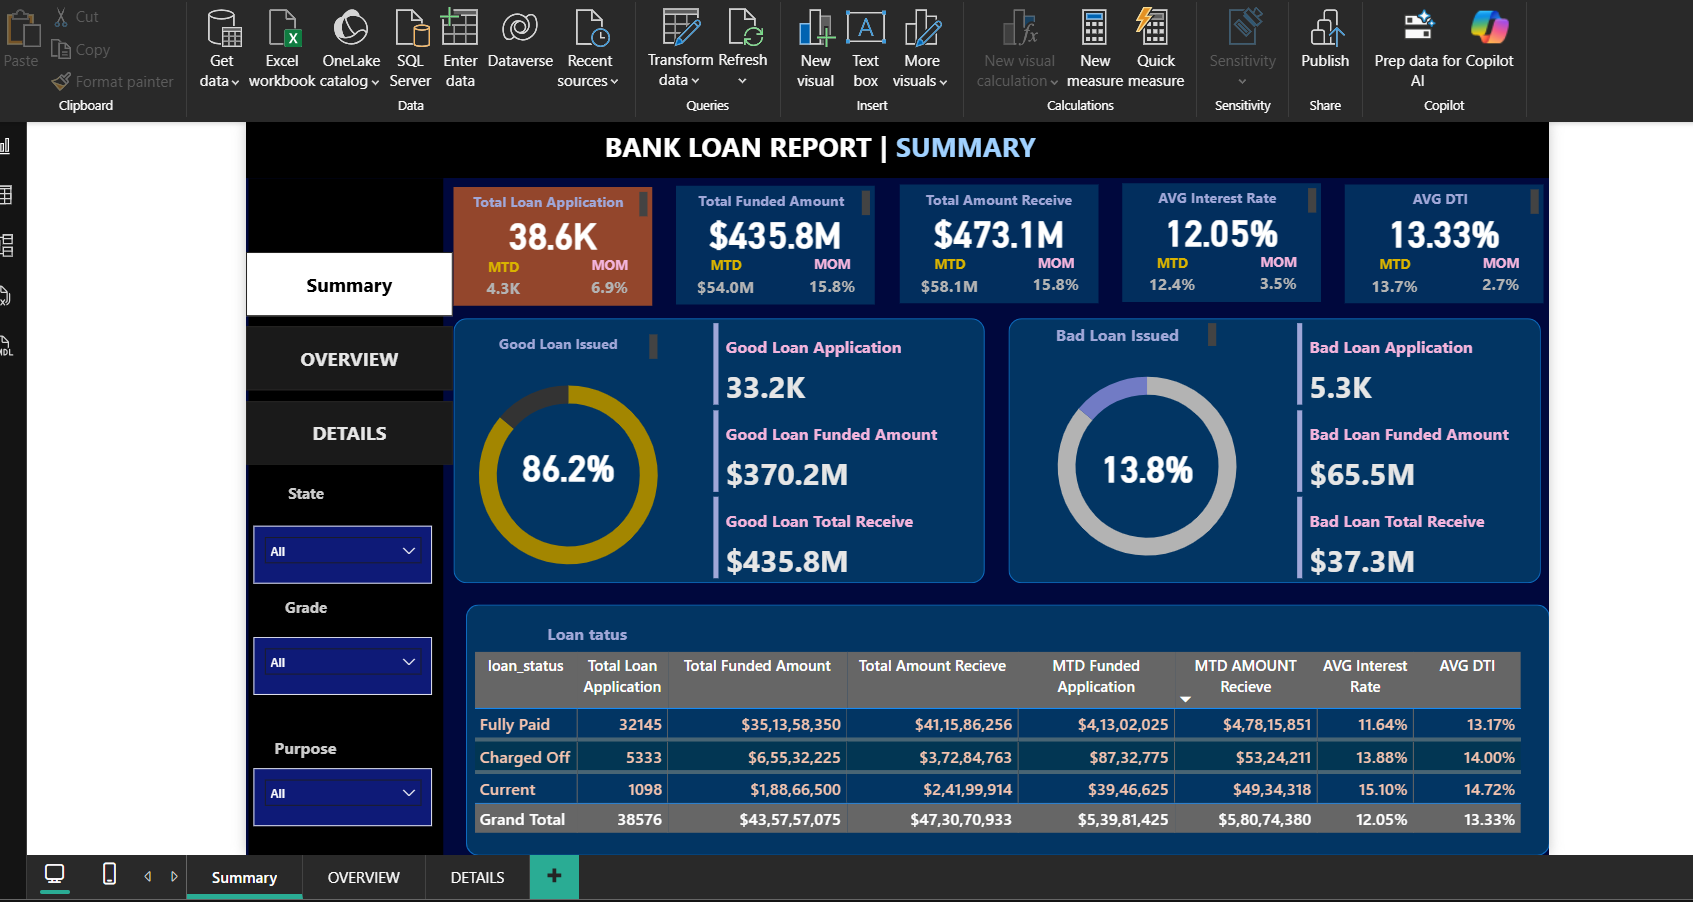 Paste
Cut
Copy
Format painter
Clipboard
Get data
Excel workbook
OneLake catalog
SQL Server
Enter data
Dataverse
Recent sources
Data
Transform data
Refresh
Queries
New visual
Text box
More visuals
Insert
New visual calculation
New measure
Quick measure
Calculations
Sensitivity
Sensitivity
Publish
Share
Prep data for AI
Copilot
Copilot
BANK LOAN REPORT | SUMMARY
Summary
OVERVIEW
DETAILS
State
All
Grade
All
Purpose
All
Total Loan Application
38.6K
MTD MOM
4.3K 6.9%
Total Funded Amount
$435.8M
MTD MOM
$54.0M 15.8%
Total Amount Receive
$473.1M
MTD MOM
$58.1M 15.8%
AVG Interest Rate
12.05%
MTD MOM
12.4% 3.5%
AVG DTI
13.33%
MTD MOM
13.7% 2.7%
Good Loan Issued
86.2%
Good Loan Application
33.2K
Good Loan Funded Amount
$370.2M
Good Loan Total Receive
$435.8M
Bad Loan Issued
13.8%
Bad Loan Application
5.3K
Bad Loan Funded Amount
$65.5M
Bad Loan Total Receive
$37.3M
Loan tatus
loan_status Total Loan Application Total Funded Amount Total Amount Recieve MTD Funded Application MTD AMOUNT Recieve AVG Interest Rate AVG DTI
Fully Paid 32145 $35,13,58,350 $41,15,86,256 $4,13,02,025 $4,78,15,851 11.64% 13.17%
Charged Off 5333 $6,55,32,225 $3,72,84,763 $87,32,775 $53,24,211 13.88% 14.00%
Current 1098 $1,88,66,500 $2,41,99,914 $39,46,625 $49,34,318 15.10% 14.72%
Grand Total 38576 $43,57,57,075 $47,30,70,933 $5,39,81,425 $5,80,74,380 12.05% 13.33%
Summary
OVERVIEW
DETAILS